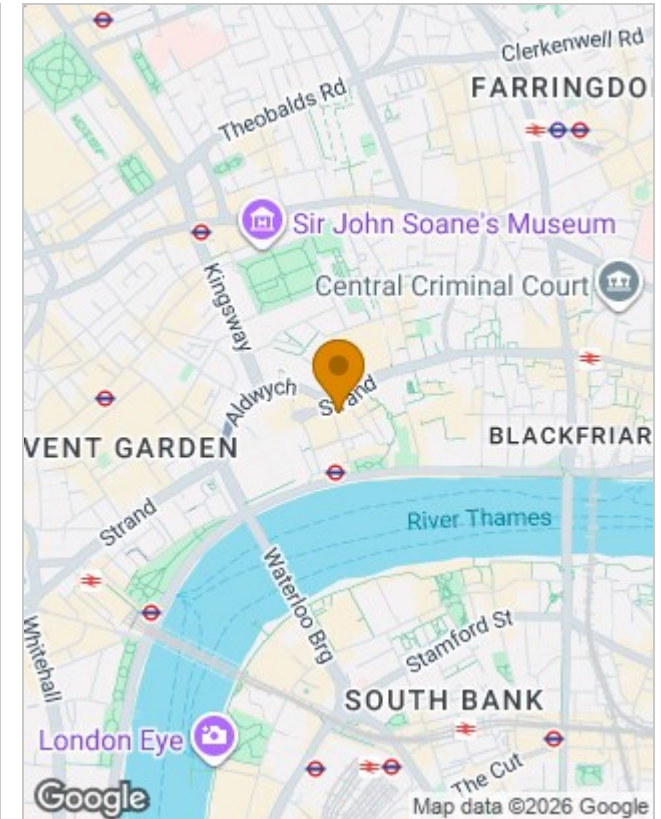 Clerkenwell Rd
FARRINGDO
Theobalds Rd
Sir John Soane's Museum
Kingsway
Central Criminal Court
Aldwych
Strand
VENT GARDEN
BLACKFRIAR
Strand
River Thames
Waterloo Brg
Whitehall
Stamford St
SOUTH BANK
London Eye
The Cut
Google
Map data ©2026 Google